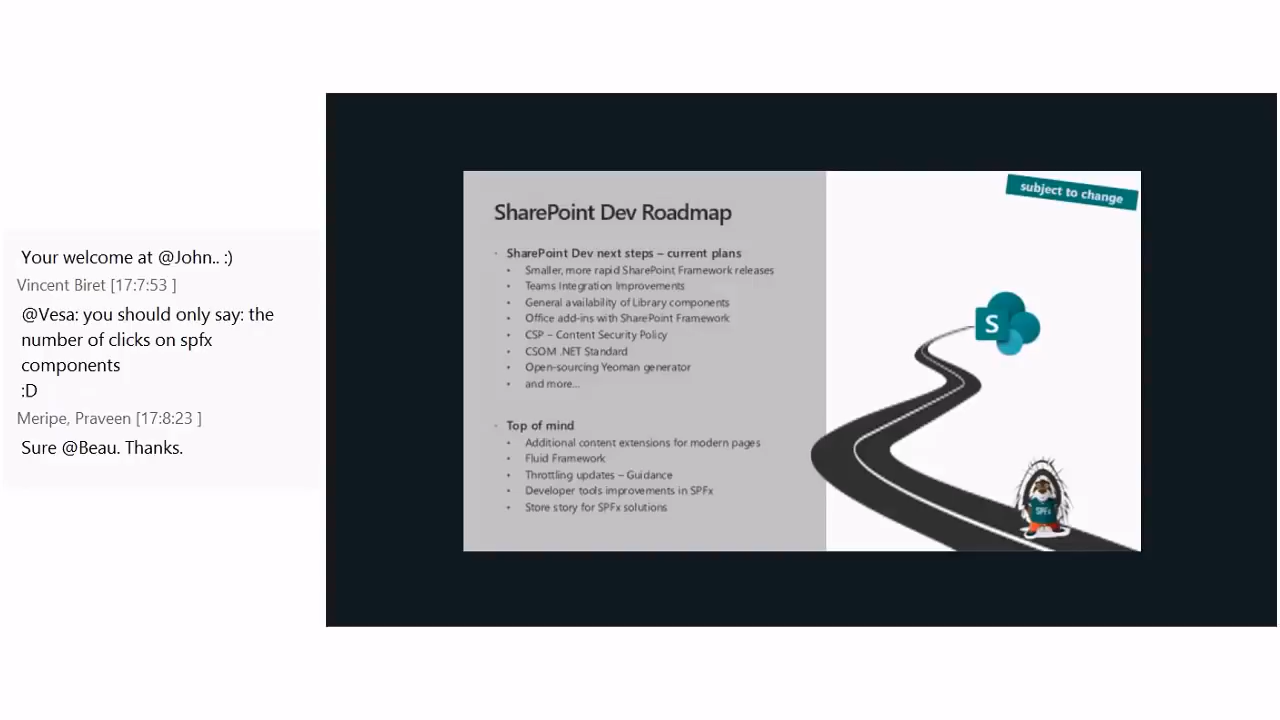 Your welcome at @John.. :)
Vincent Biret [17:7:53 ]
@Vesa: you should only say: the
number of clicks on spfx
components
:D
Meripe, Praveen [17:8:23 ]
Sure @Beau. Thanks.
subject to change
SharePoint Dev Roadmap
• SharePoint Dev next steps – current plans
• Smaller, more rapid SharePoint Framework releases
• Teams Integration Improvements
• General availability of Library components
• Office add-ins with SharePoint Framework
• CSP – Content Security Policy
• CSOM .NET Standard
• Open-sourcing Yeoman generator
• and more...
• Top of mind
• Additional content extensions for modern pages
• Fluid Framework
• Throttling updates – Guidance
• Developer tools improvements in SPFx
• Store story for SPFx solutions
S
SPFx